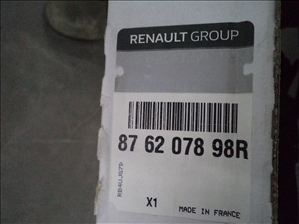 RENAULT GROUP
87 62 078 98R
X1
MADE IN FRANCE